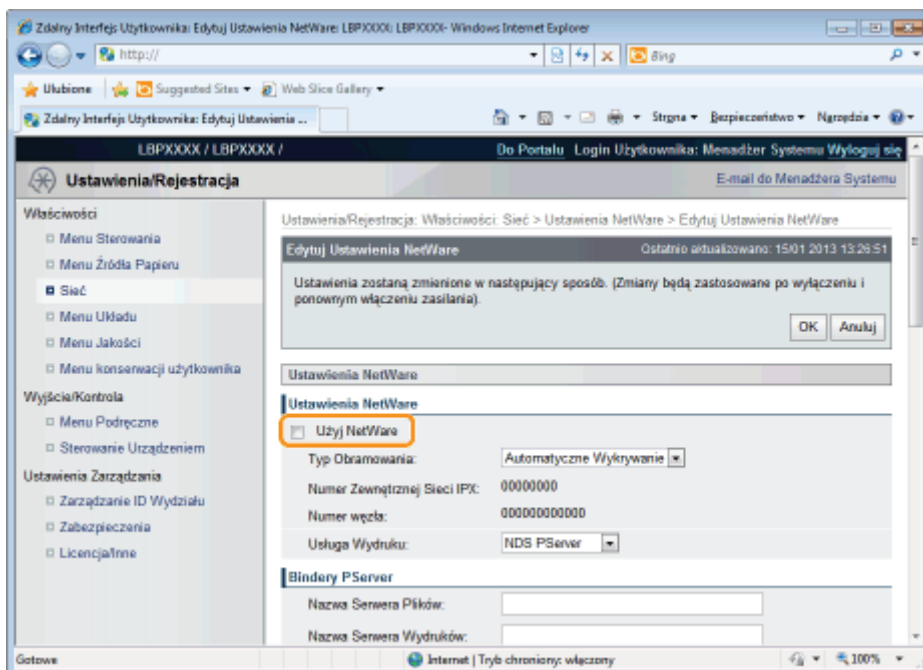 Zdalny Interfejs Użytkownika: Edytuj Ustawienia NetWare: LBPXXXX: LBPXXXX- Windows Internet Explorer
http://
Bing
Ulubione Suggested Sites Web Slice Gallery
Zdalny Interfejs Użytkownika: Edytuj Ustawienia ...
Strona Bezpieczeństwo Narzędzia
LBPXXXX / LBPXXXX /
Do Portalu Login Użytkownika: Menadżer Systemu Wyloguj się
Ustawienia/Rejestracja
E-mail do Menadżera Systemu
Właściwości
Menu Sterowania
Menu Źródła Papieru
Sieć
Menu Układu
Menu Jakości
Menu konserwacji użytkownika
Wyjście/Kontrola
Menu Podręczne
Sterowanie Urządzeniem
Ustawienia Zarządzania
Zarządzanie ID Wydziału
Zabezpieczenia
Licencja/Inne
Ustawienia/Rejestracja: Właściwości: Sieć > Ustawienia NetWare > Edytuj Ustawienia NetWare
Edytuj Ustawienia NetWare
Ostatnio aktualizowano: 15/01 2013 13:26:51
Ustawienia zostaną zmienione w następujący sposób. (Zmiany będą zastosowane po wyłączeniu i
ponownym włączeniu zasilania).
OK Anuluj
Ustawienia NetWare
Ustawienia NetWare
Użyj NetWare
Typ Obramowania: Automatyczne Wykrywanie
Numer Zewnętrznej Sieci IPX: 00000000
Numer węzła: 000000000000
Usługa Wydruku: NDS PServer
Bindery PServer
Nazwa Serwera Plików:
Nazwa Serwera Wydruków:
Gotowe
Internet | Tryb chroniony: włączony
100%